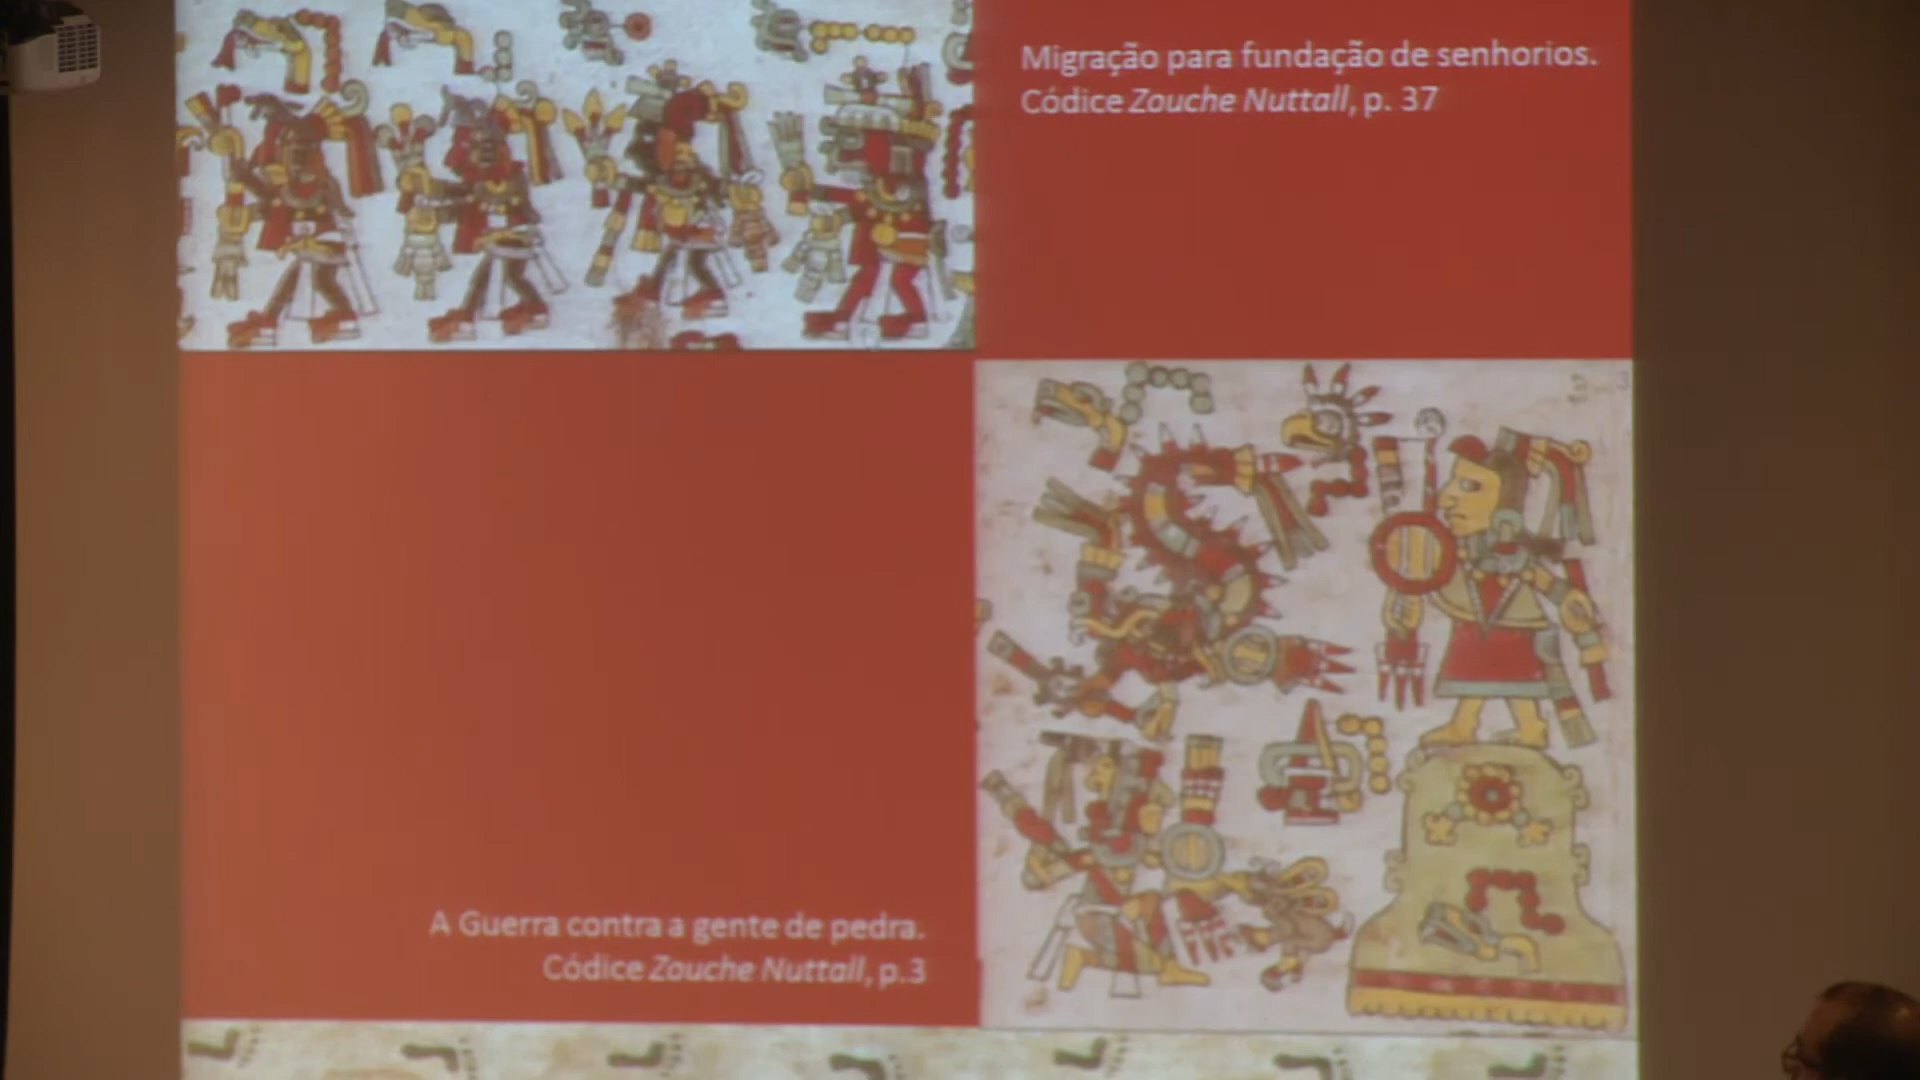 Migração para fundação de senhorios.
Códice Zouche Nuttall, p. 37
A Guerra contra a gente de pedra.
Códice Zouche Nuttall, p.3